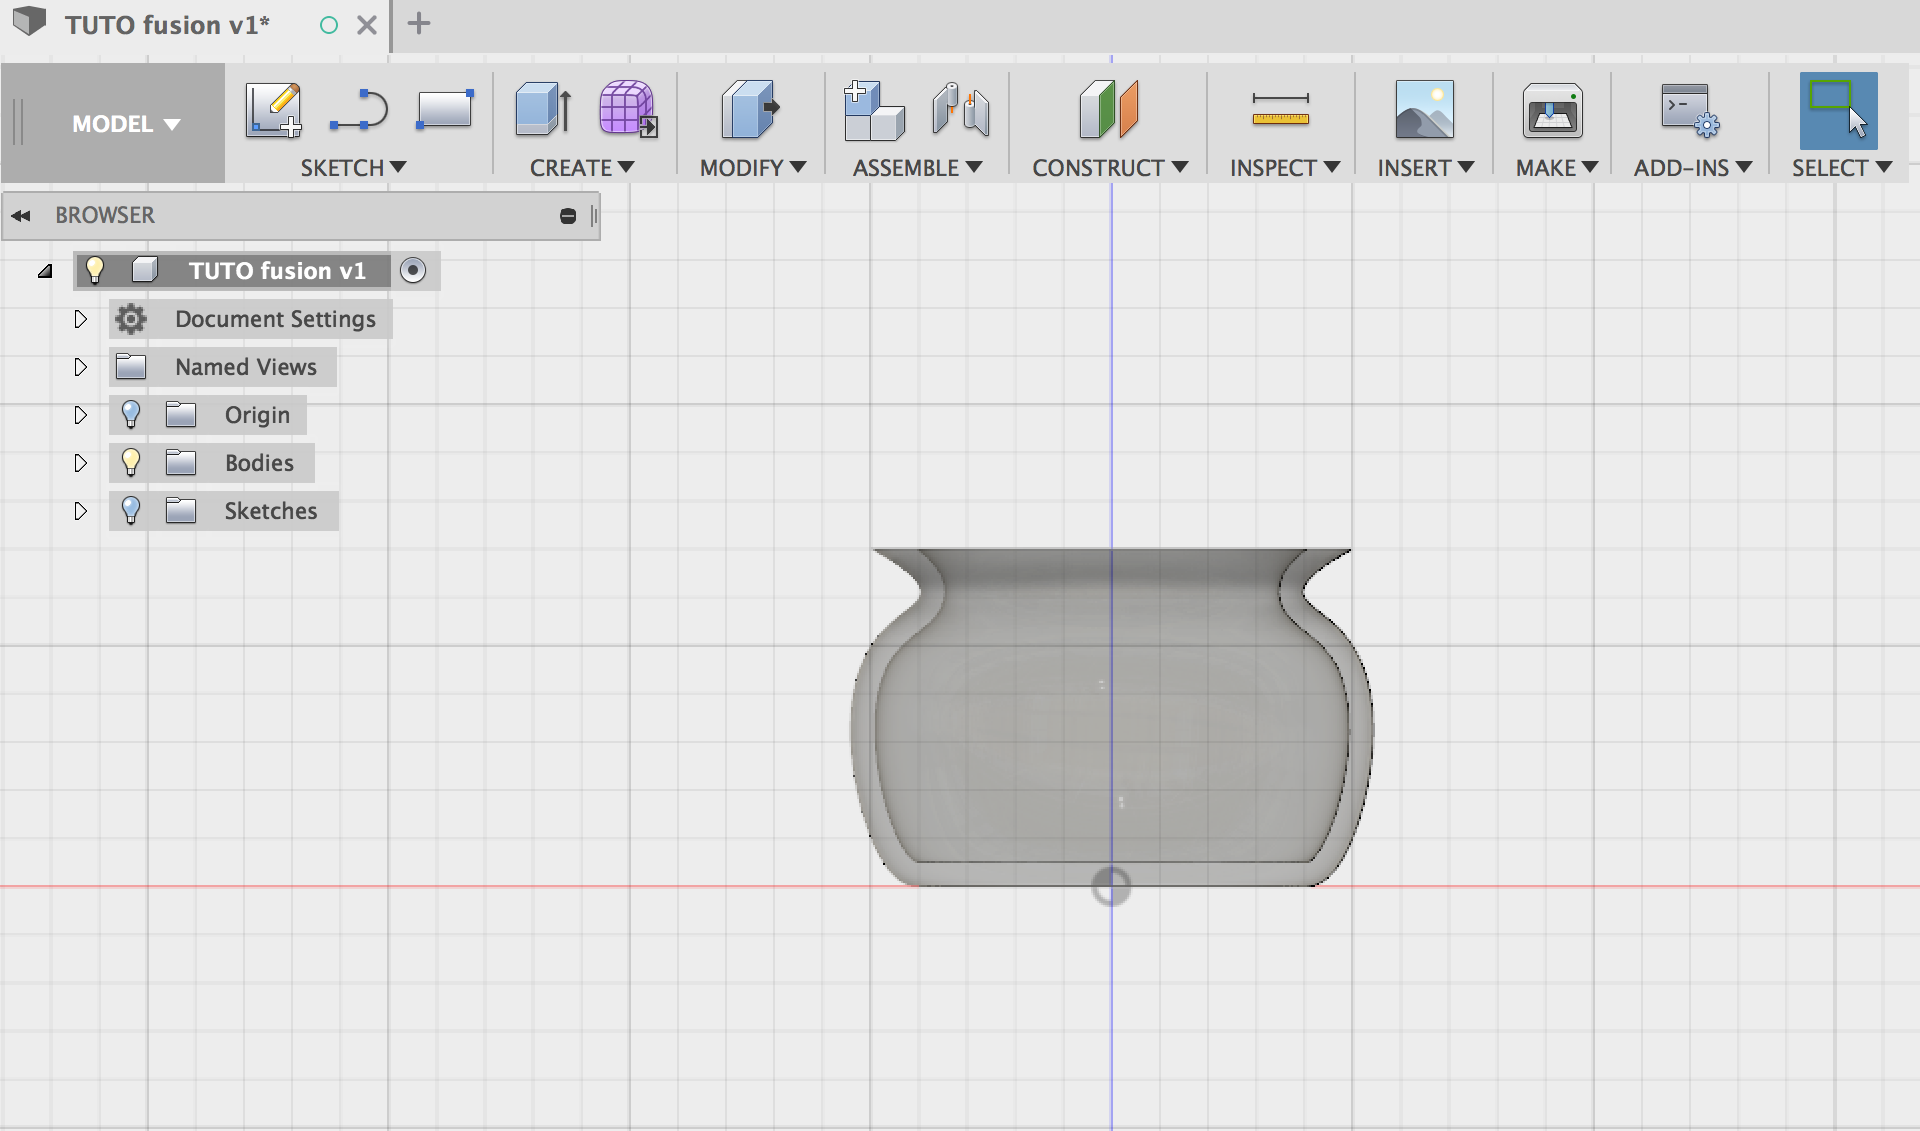 TUTO fusion v1*
MODEL
SKETCH
CREATE
MODIFY
ASSEMBLE
CONSTRUCT
INSPECT
INSERT
MAKE
ADD-INS
SELECT
BROWSER
TUTO fusion v1
Document Settings
Named Views
Origin
Bodies
Sketches